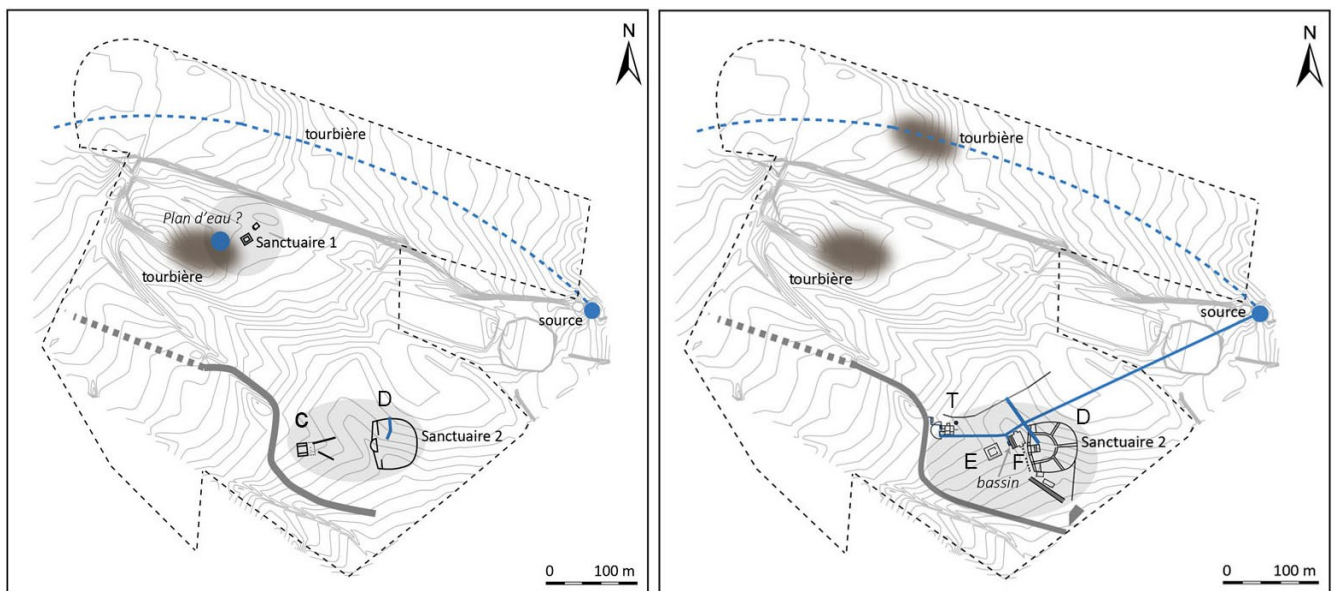 N
tourbière
Plan d'eau ?
Sanctuaire 1
tourbière
source
C
D
Sanctuaire 2
0 100 m
N
tourbière
tourbière
source
T
D
Sanctuaire 2
E
F
bassin
0 100 m